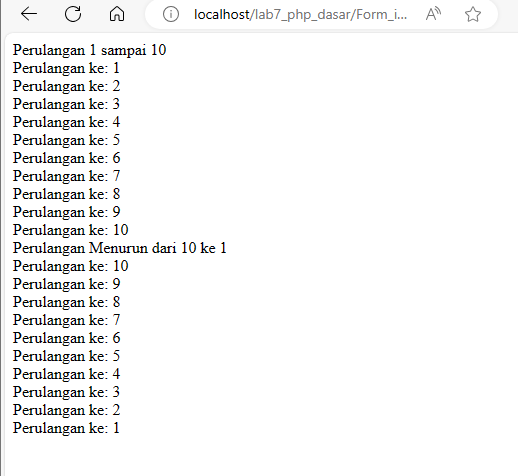 localhost/lab7_php_dasar/Form_i...
Perulangan 1 sampai 10
Perulangan ke: 1
Perulangan ke: 2
Perulangan ke: 3
Perulangan ke: 4
Perulangan ke: 5
Perulangan ke: 6
Perulangan ke: 7
Perulangan ke: 8
Perulangan ke: 9
Perulangan ke: 10
Perulangan Menurun dari 10 ke 1
Perulangan ke: 10
Perulangan ke: 9
Perulangan ke: 8
Perulangan ke: 7
Perulangan ke: 6
Perulangan ke: 5
Perulangan ke: 4
Perulangan ke: 3
Perulangan ke: 2
Perulangan ke: 1